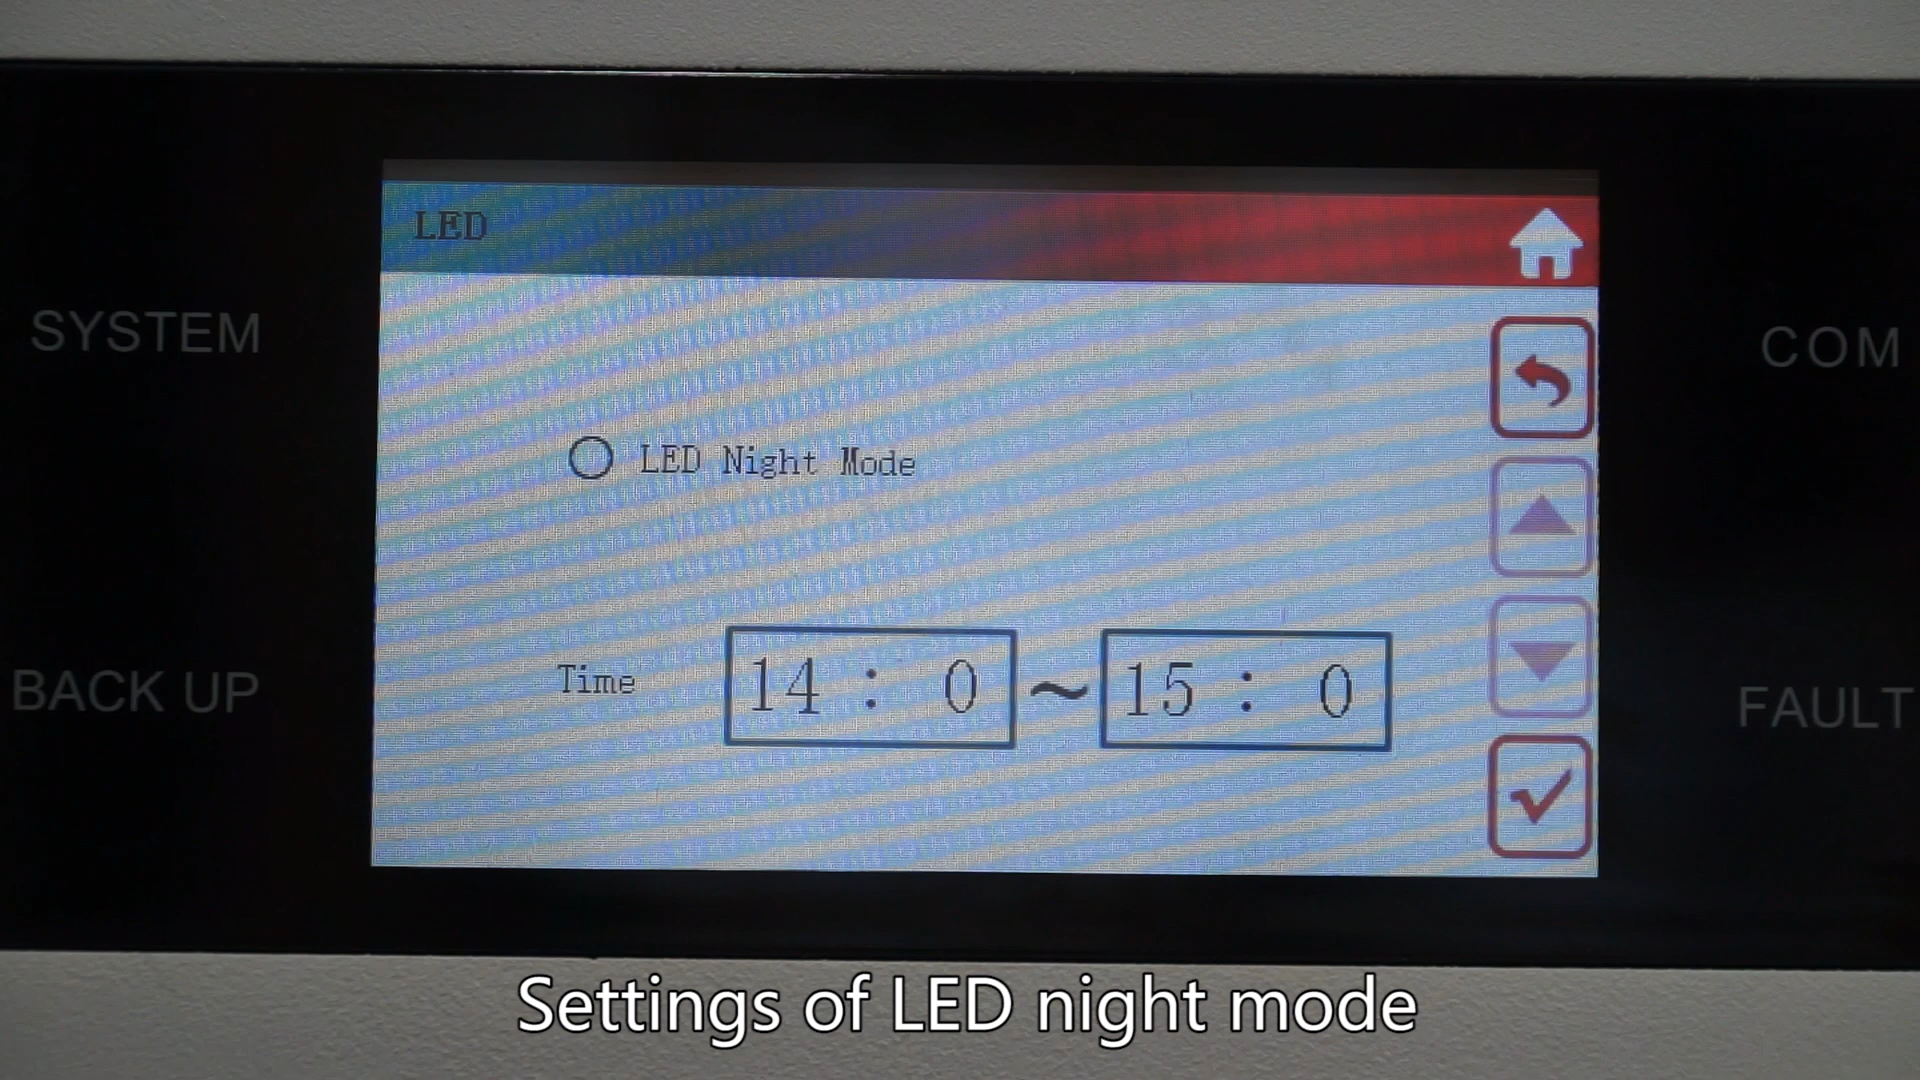 LED
SYSTEM
COM
LED Night Mode
BACK UP
Time 14 : 0 ~ 15 : 0
FAULT
Settings of LED night mode